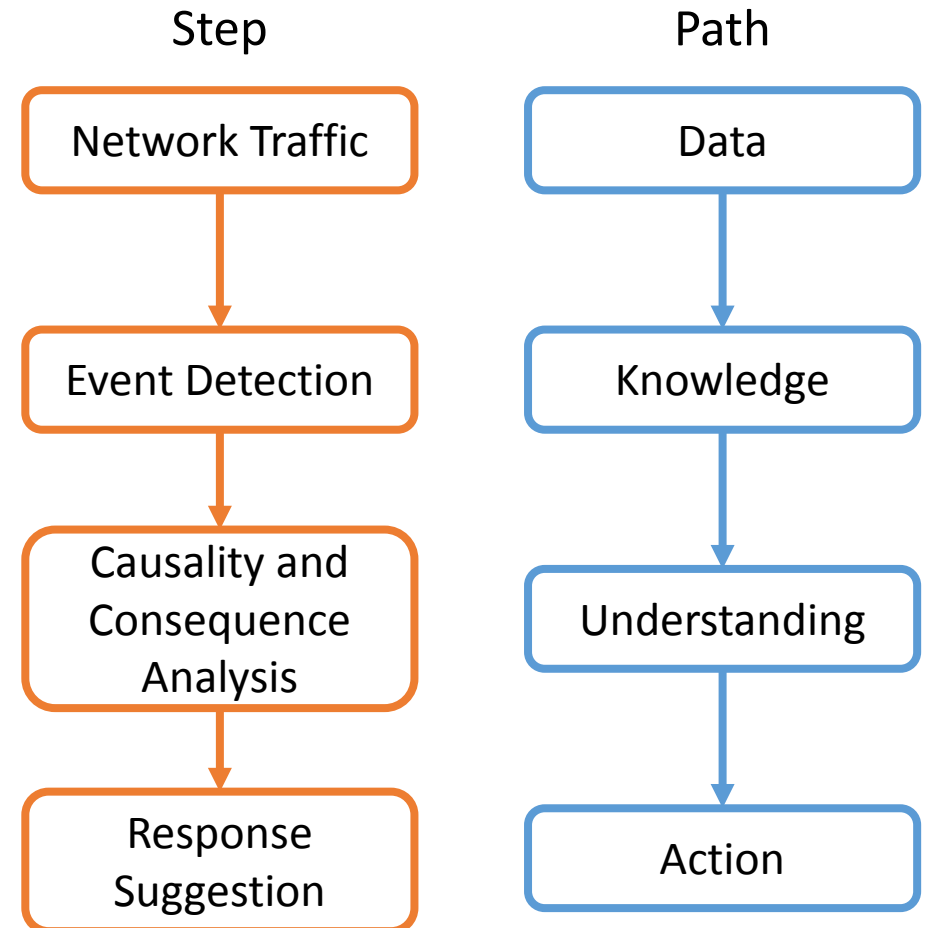 Step
Path
Network Traffic
Data
Event Detection
Knowledge
Causality and
Consequence
Analysis
Understanding
Response
Suggestion
Action